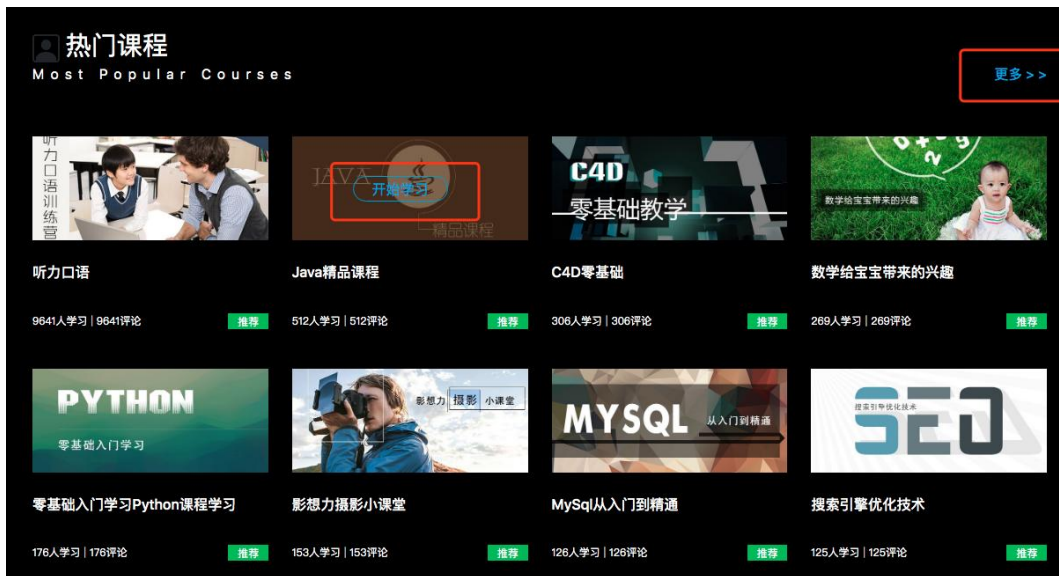 热门课程
Most Popular Courses
更多 >>
听力口语训练营
JAVA
开始学习
精品课程
C4D
零基础教学
数学给宝宝带来的兴趣
听力口语
Java精品课程
C4D零基础
数学给宝宝带来的兴趣
9641人学习 | 9641评论
推荐
512人学习 | 512评论
推荐
306人学习 | 306评论
推荐
269人学习 | 269评论
推荐
PYTHON
零基础入门学习
影想力 摄影 小课堂
MYSQL 从入门到精通
搜索引擎优化技术
SEO
零基础入门学习Python课程学习
影想力摄影小课堂
MySql从入门到精通
搜索引擎优化技术
176人学习 | 176评论
推荐
153人学习 | 153评论
推荐
126人学习 | 126评论
推荐
125人学习 | 125评论
推荐